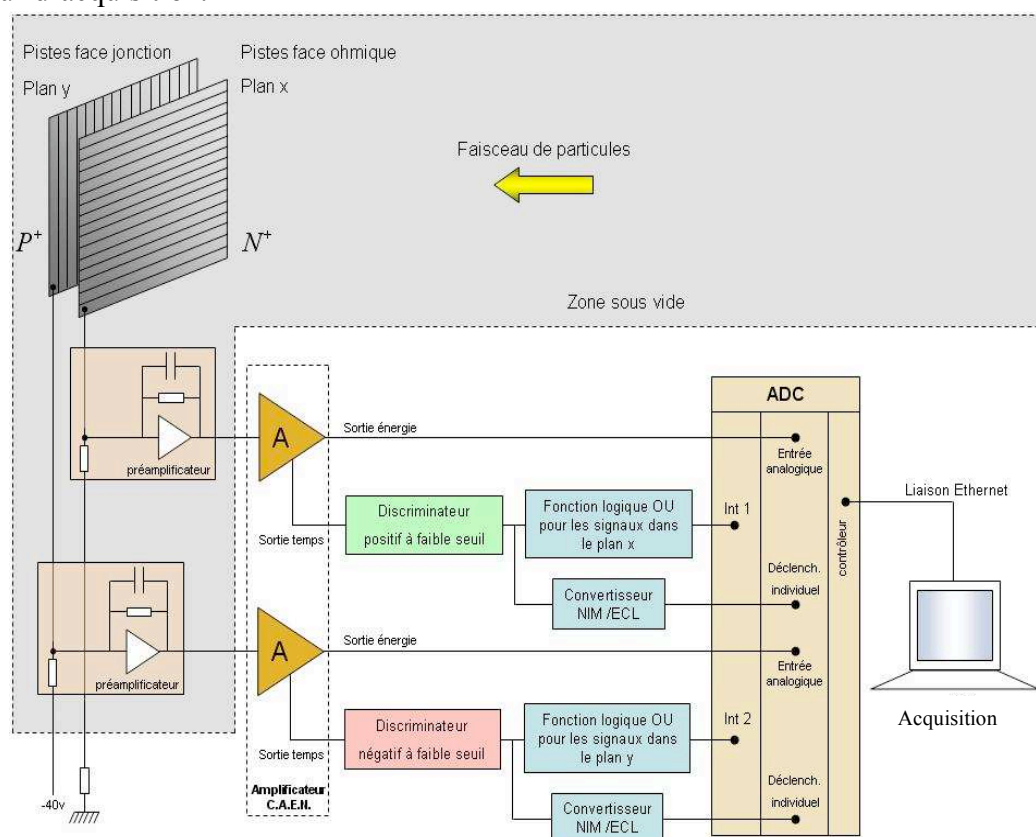 Pistes face jonction
Plan y
Pistes face ohmique
Plan x
Faisceau de particules
P+
N+
Zone sous vide
préamplificateur
A
Sortie énergie
Sortie temps
Discriminateur
positif à faible seuil
Fonction logique OU
pour les signaux dans
le plan x
Convertisseur
NIM /ECL
ADC
Entrée
analogique
Int 1
Déclench.
individuel
contrôleur
Liaison Ethernet
préamplificateur
A
Sortie énergie
Sortie temps
Discriminateur
négatif à faible seuil
Fonction logique OU
pour les signaux dans
le plan y
Convertisseur
NIM /ECL
Entrée
analogique
Int 2
Déclench.
individuel
Acquisition
-40v
Amplificateur
C.A.E.N.